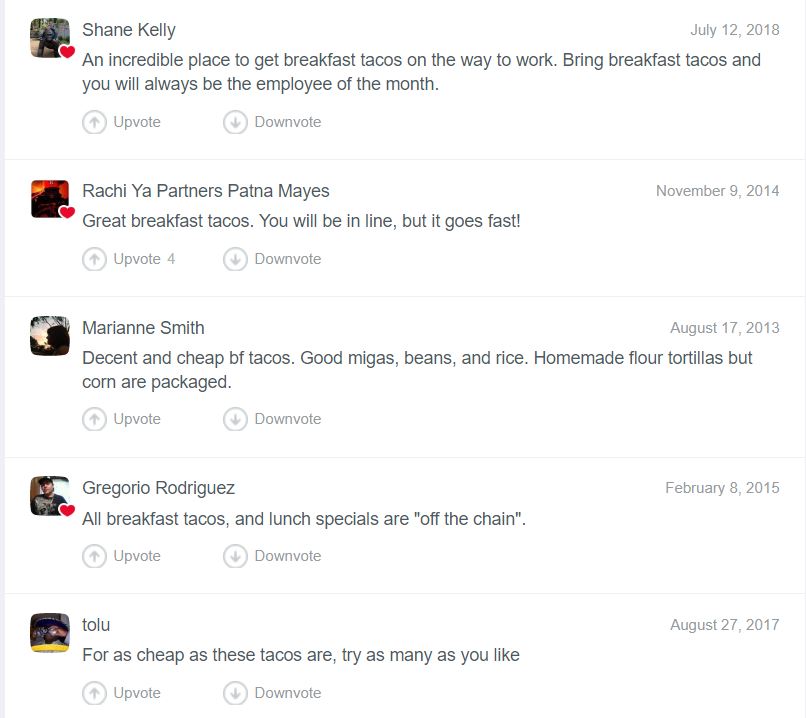 Shane Kelly July 12, 2018
An incredible place to get breakfast tacos on the way to work. Bring breakfast tacos and
you will always be the employee of the month.
Upvote Downvote
Rachi Ya Partners Patna Mayes November 9, 2014
Great breakfast tacos. You will be in line, but it goes fast!
Upvote 4 Downvote
Marianne Smith August 17, 2013
Decent and cheap bf tacos. Good migas, beans, and rice. Homemade flour tortillas but
corn are packaged.
Upvote Downvote
Gregorio Rodriguez February 8, 2015
All breakfast tacos, and lunch specials are "off the chain".
Upvote Downvote
tolu August 27, 2017
For as cheap as these tacos are, try as many as you like
Upvote Downvote